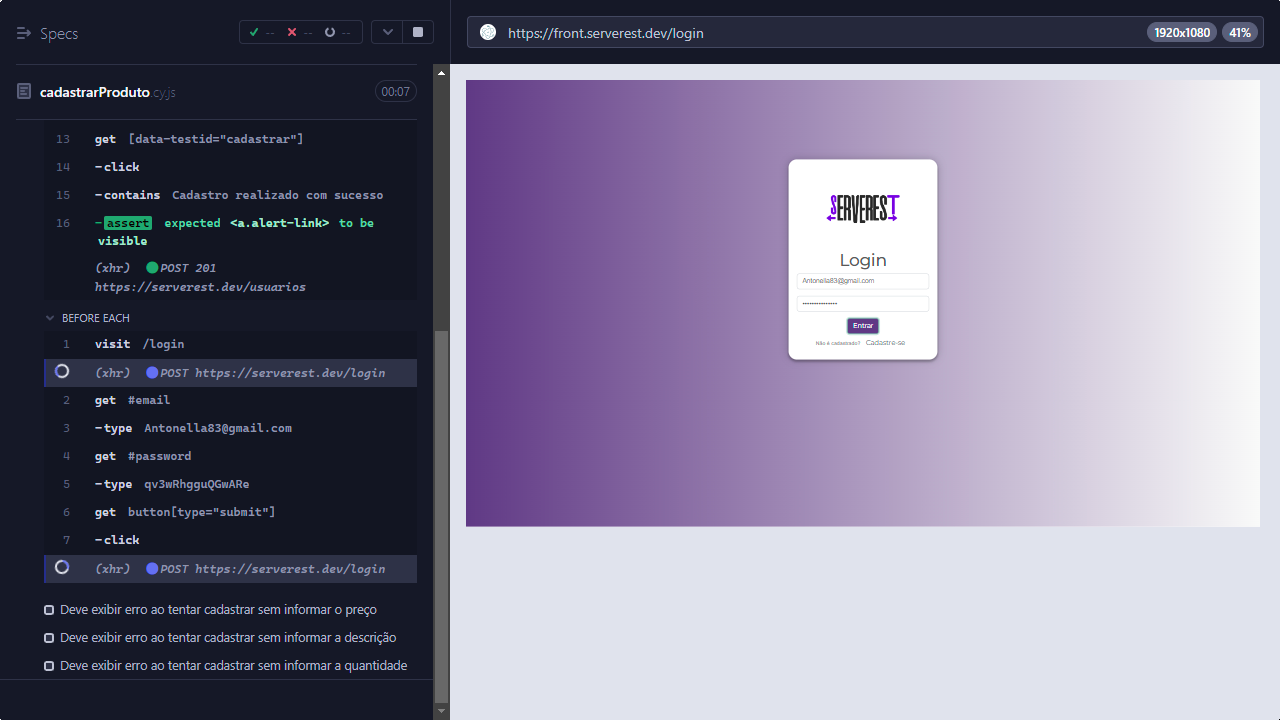 Specs
-- -- --
https://front.serverest.dev/login
1920x1080
41%
cadastrarProduto.cy.js
00:07
13 get [data-testid="cadastrar"]
14 -click
15 -contains Cadastro realizado com sucesso
16 -assert expected <a.alert-link> to be
visible
(xhr) POST 201
https://serverest.dev/usuarios
BEFORE EACH
1 visit /login
(xhr) POST https://serverest.dev/login
2 get #email
3 -type Antonella83@gmail.com
4 get #password
5 -type qv3wRhgguQGwARe
6 get button[type="submit"]
7 -click
(xhr) POST https://serverest.dev/login
Deve exibir erro ao tentar cadastrar sem informar o preço
Deve exibir erro ao tentar cadastrar sem informar a descrição
Deve exibir erro ao tentar cadastrar sem informar a quantidade
SERVEREST
Login
Antonella83@gmail.com
Entrar
Não é cadastrado? Cadastre-se